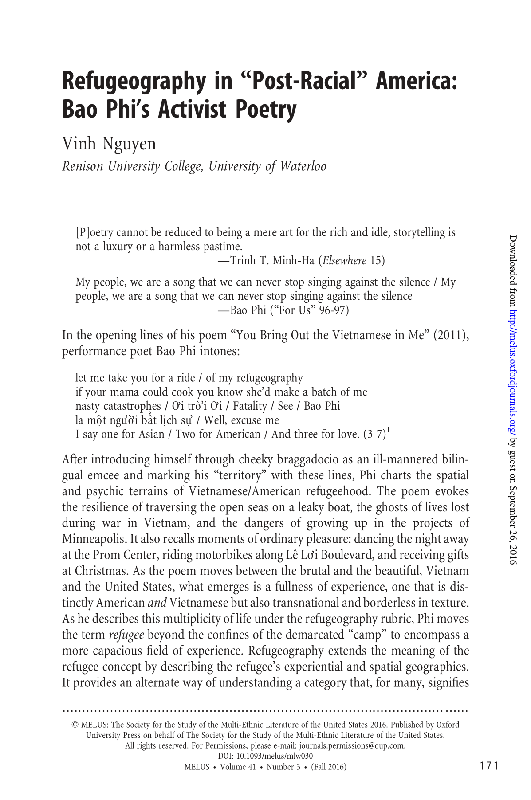 Refugeography in “Post-Racial” America:
Bao Phi’s Activist Poetry
Vinh Nguyen
Renison University College, University of Waterloo
[P]oetry cannot be reduced to being a mere art for the rich and idle, storytelling is
not a luxury or a harmless pastime.
—Trinh T. Minh-Ha (Elsewhere 15)
My people, we are a song that we can never stop singing against the silence / My
people, we are a song that we can never stop singing against the silence
—Bao Phi (“For Us” 96-97)
In the opening lines of his poem “You Bring Out the Vietnamese in Me” (2011),
performance poet Bao Phi intones:
let me take you for a ride / of my refugeography
if your mama could cook you know she’d make a batch of me
nasty catastrophes / Ơi trời ơi / Fatality / See / Bao Phi
là một người bất lịch sự / Well, excuse me
I say one for Asian / Two for American / And three for love. (3-7)1
After introducing himself through cheeky braggadocio as an ill-mannered bilin-
gual emcee and marking his “territory” with these lines, Phi charts the spatial
and psychic terrains of Vietnamese/American refugeehood. The poem evokes
the resilience of traversing the open seas on a leaky boat, the ghosts of lives lost
during war in Vietnam, and the dangers of growing up in the projects of
Minneapolis. It also recalls moments of ordinary pleasure: dancing the night away
at the Prom Center, riding motorbikes along Lê Lợi Boulevard, and receiving gifts
at Christmas. As the poem moves between the brutal and the beautiful, Vietnam
and the United States, what emerges is a fullness of experience, one that is dis-
tinctly American and Vietnamese but also transnational and borderless in texture.
As he describes this multiplicity of life under the refugeography rubric, Phi moves
the term refugee beyond the confines of the demarcated “camp” to encompass a
more capacious field of experience. Refugeography extends the meaning of the
refugee concept by describing the refugee’s experiential and spatial geographies.
It provides an alternate way of understanding a category that, for many, signifies
© MELUS: The Society for the Study of the Multi-Ethnic Literature of the United States 2016. Published by Oxford
University Press on behalf of The Society for the Study of the Multi-Ethnic Literature of the United States.
All rights reserved. For Permissions, please e-mail: journals.permissions@oup.com.
DOI: 10.1093/melus/mlw030
MELUS • Volume 41 • Number 3 • (Fall 2016)
171
Downloaded from http://melus.oxfordjournals.org/ by guest on September 26, 2016